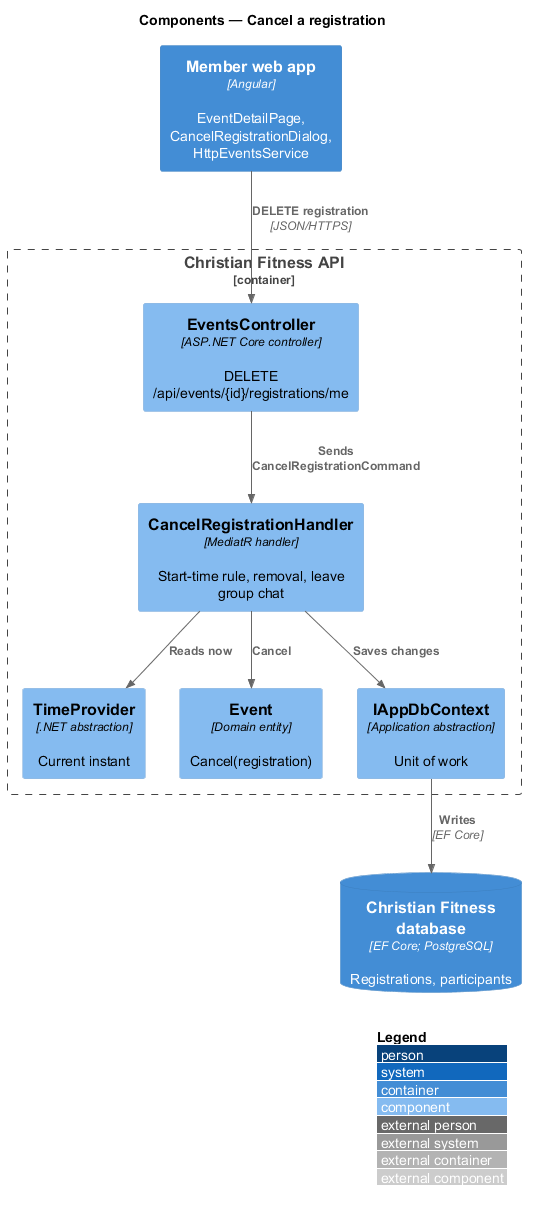 Components — Cancel a registration
Member web app
[Angular]
EventDetailPage,
CancelRegistrationDialog,
HttpEventsService
DELETE registration
[JSON/HTTPS]
Christian Fitness API
[container]
EventsController
[ASP.NET Core controller]
DELETE
/api/events/{id}/registrations/me
Sends
CancelRegistrationCommand
CancelRegistrationHandler
[MediatR handler]
Start-time rule, removal, leave
group chat
Reads now
Cancel
Saves changes
TimeProvider
[.NET abstraction]
Current instant
Event
[Domain entity]
Cancel(registration)
IAppDbContext
[Application abstraction]
Unit of work
Writes
[EF Core]
Christian Fitness
database
[EF Core; PostgreSQL]
Registrations, participants
Legend
person
system
container
component
external person
external system
external container
external component